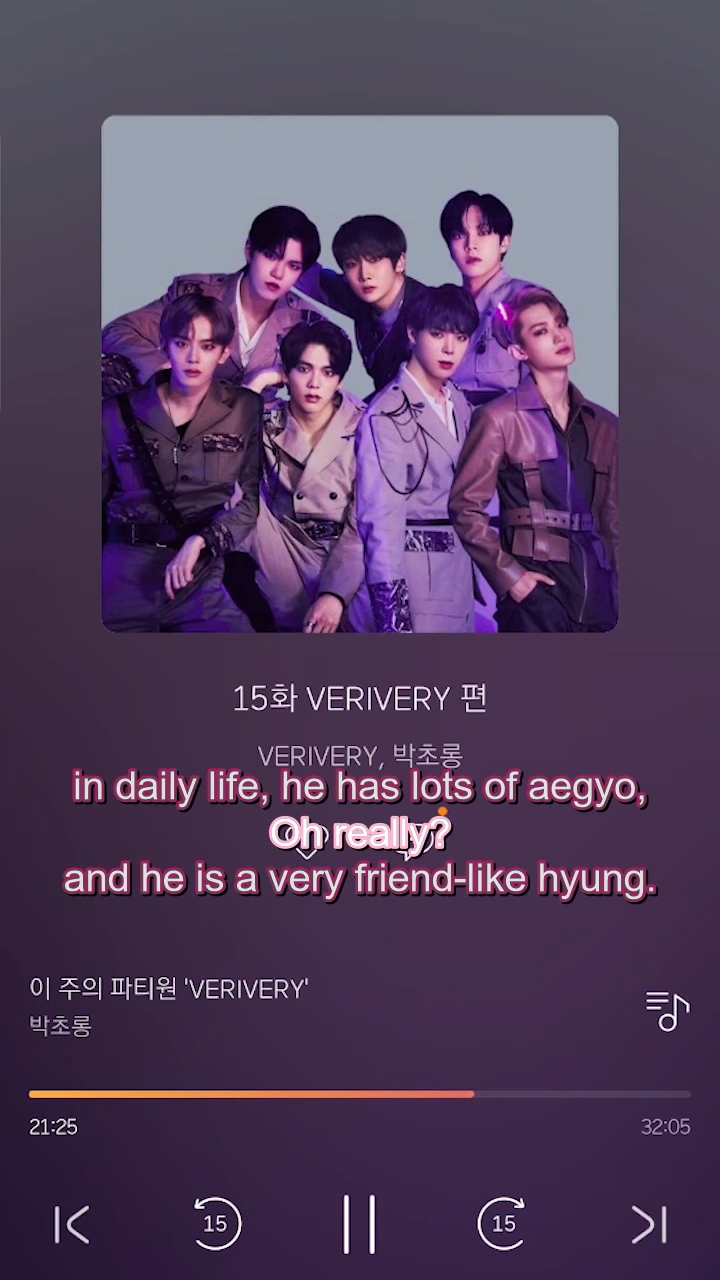 15화 VERIVERY 편
VERIVERY, 박초롱
in daily life, he has lots of aegyo,
Oh really?
and he is a very friend-like hyung.
이 주의 파티원 'VERIVERY'
박초롱
21:25
32:05
15
15